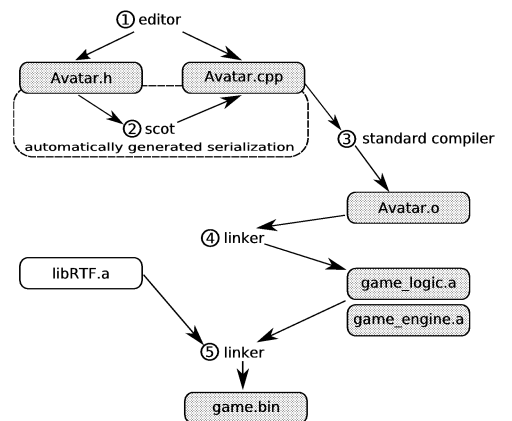 1 editor
Avatar.h
Avatar.cpp
2 scot
automatically generated serialization
3 standard compiler
Avatar.o
4 linker
libRTF.a
game_logic.a
game_engine.a
5 linker
game.bin